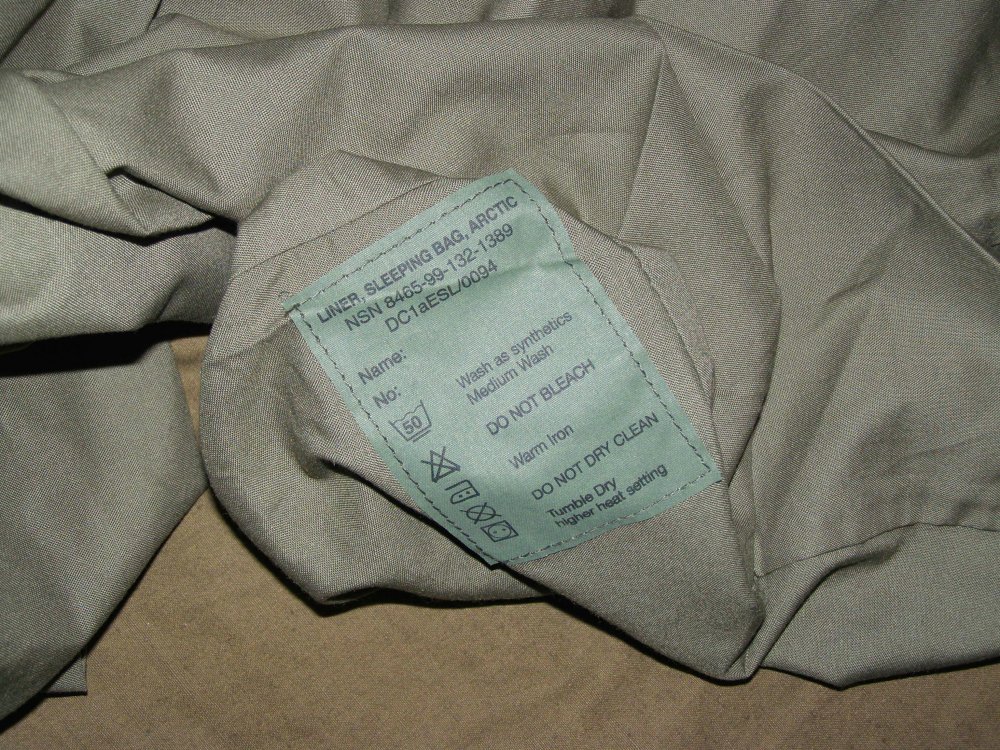 LINER, SLEEPING BAG, ARCTIC
NSN 8465-99-132-1389
DC1aESL/0094
Name:
No:
50
Wash as synthetics
Medium Wash
DO NOT BLEACH
Warm Iron
DO NOT DRY CLEAN
Tumble Dry
higher heat setting